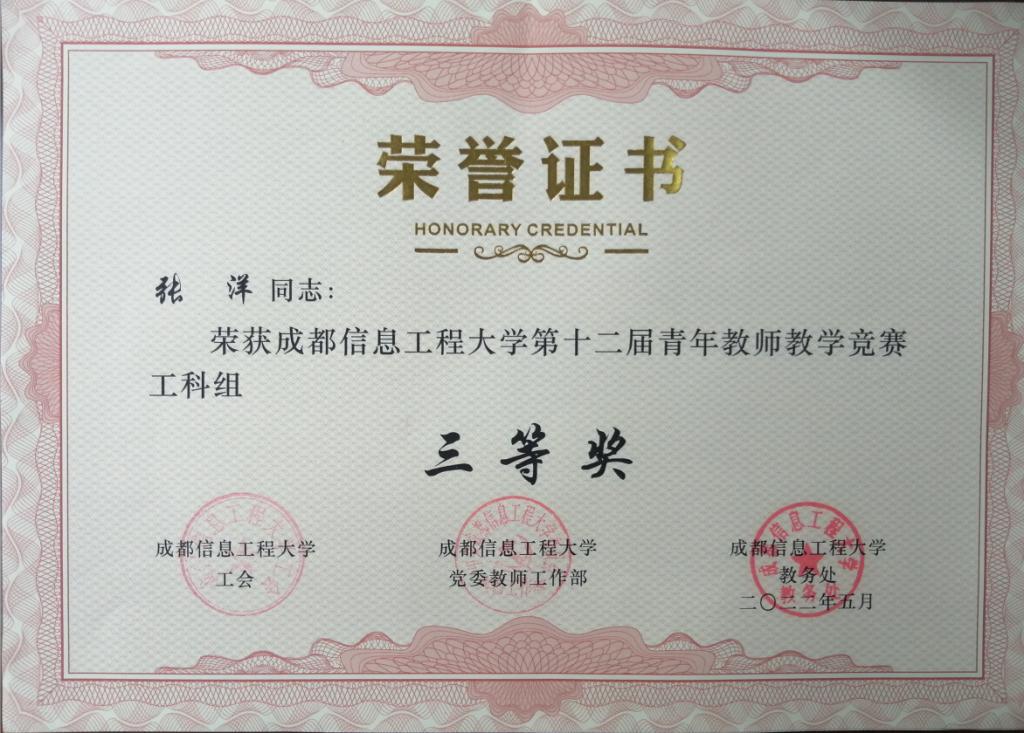 荣誉证书
HONORARY CREDENTIAL
张 洋 同志：
荣获成都信息工程大学第十二届青年教师教学竞赛
工科组
三等奖
成都信息工程大学
工会
成都信息工程大学
党委教师工作部
成都信息工程大学
教务处
二〇二二年五月